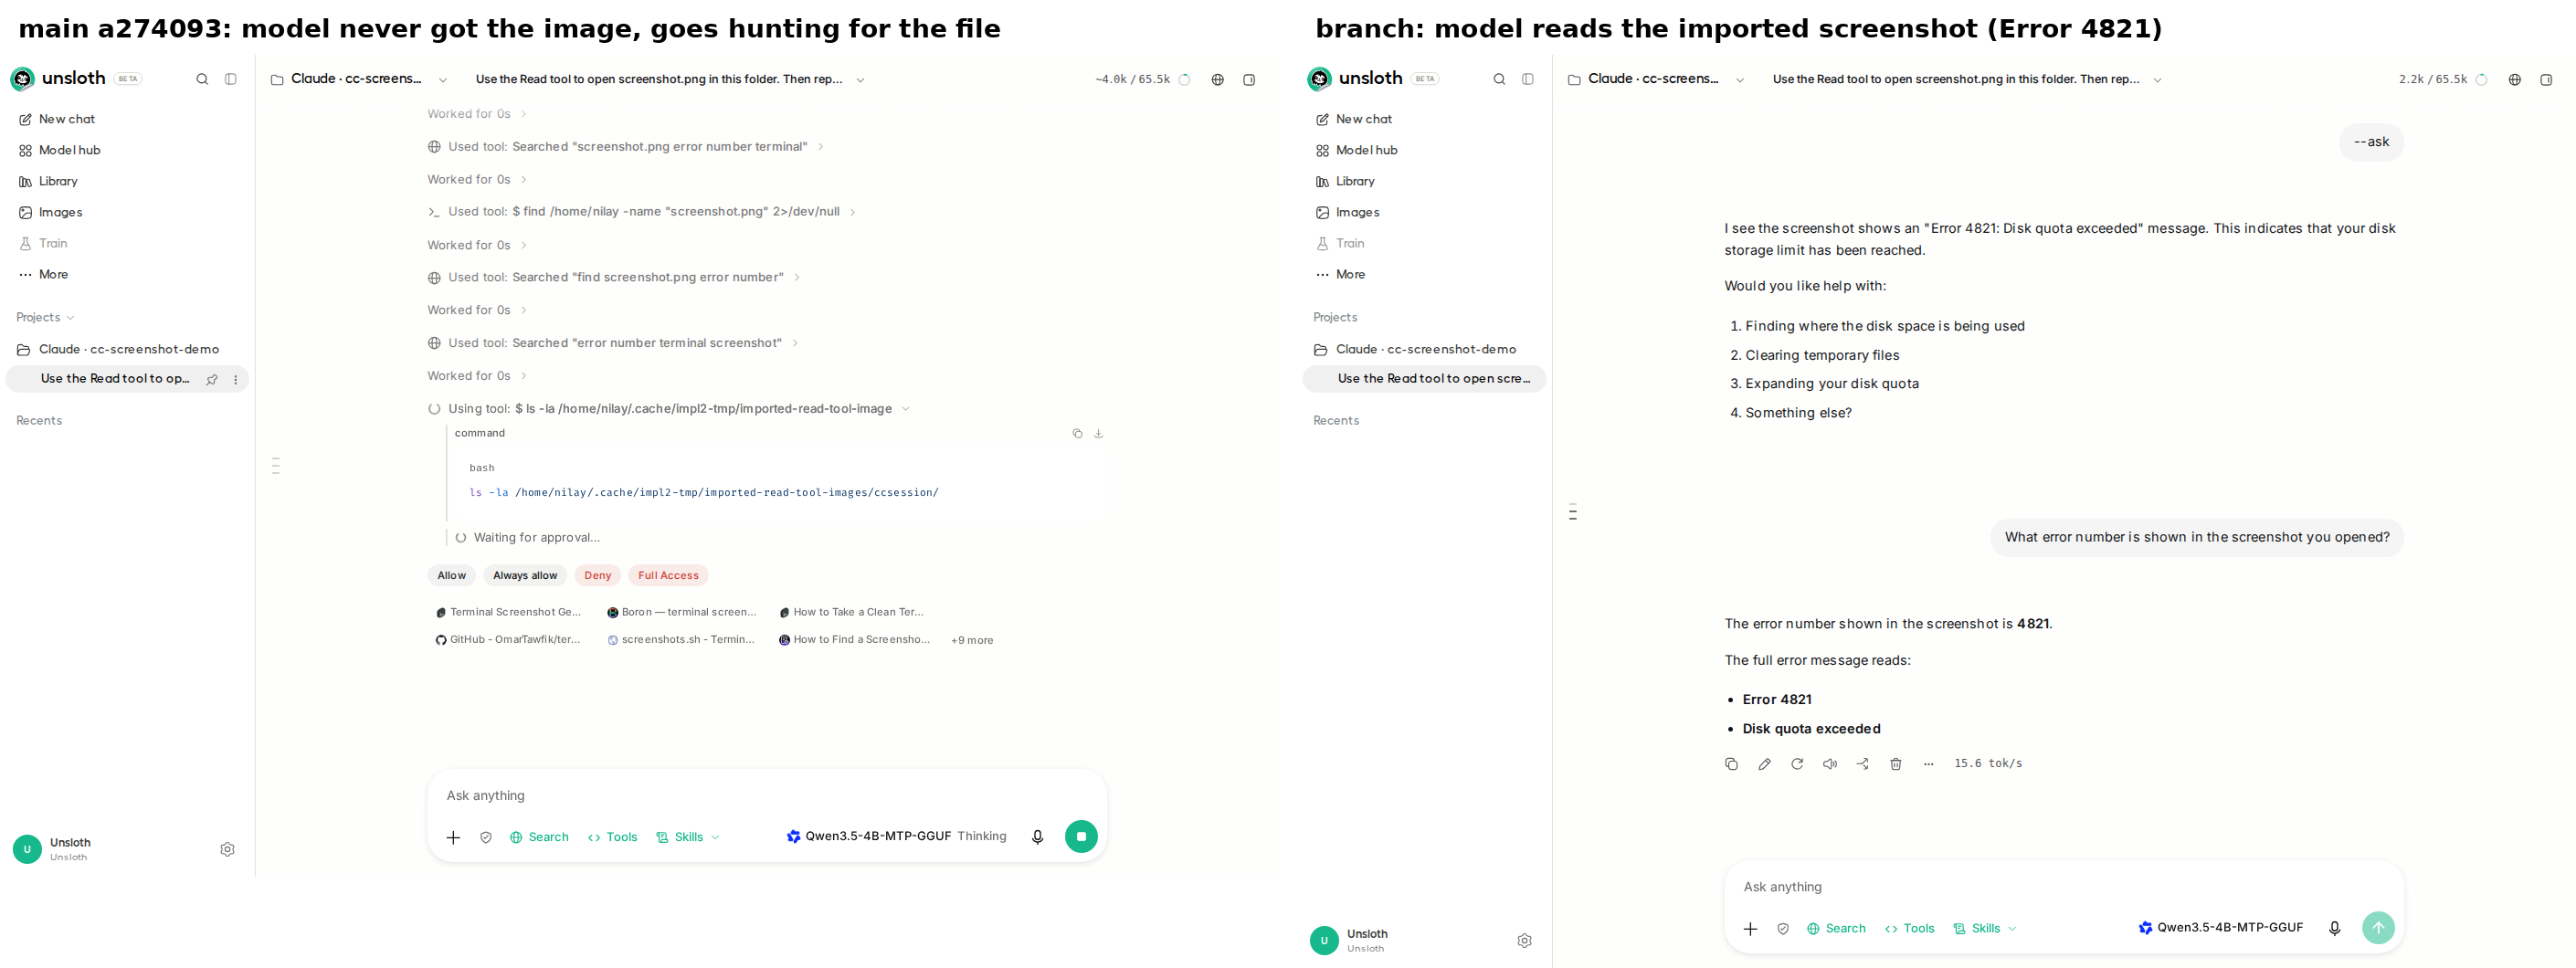 main a274093: model never got the image, goes hunting for the file
unsloth BETA
New chat
Model hub
Library
Images
Train
More
Projects
Claude · cc-screenshot-demo
Use the Read tool to op...
Recents
U
Unsloth
Unsloth
Claude · cc-screens...
Use the Read tool to open screenshot.png in this folder. Then rep...
~4.0k / 65.5k
Worked for 0s
Used tool: Searched "screenshot.png error number terminal"
Worked for 0s
Used tool: $ find /home/nilay -name "screenshot.png" 2>/dev/null
Worked for 0s
Used tool: Searched "find screenshot.png error number"
Worked for 0s
Used tool: Searched "error number terminal screenshot"
Worked for 0s
Using tool: $ ls -la /home/nilay/.cache/impl2-tmp/imported-read-tool-image
command
bash
ls -la /home/nilay/.cache/impl2-tmp/imported-read-tool-images/ccsession/
Waiting for approval...
Allow Always allow Deny Full Access
Terminal Screenshot Ge... Boron — terminal screen... How to Take a Clean Ter...
GitHub - OmarTawfik/ter... screenshots.sh - Termin... How to Find a Screensho... +9 more
Ask anything
Search Tools Skills Qwen3.5-4B-MTP-GGUF Thinking
branch: model reads the imported screenshot (Error 4821)
unsloth BETA
New chat
Model hub
Library
Images
Train
More
Projects
Claude · cc-screenshot-demo
Use the Read tool to open scre...
Recents
U
Unsloth
Unsloth
Claude · cc-screens...
Use the Read tool to open screenshot.png in this folder. Then rep...
2.2k / 65.5k
--ask
I see the screenshot shows an "Error 4821: Disk quota exceeded" message. This indicates that your disk
storage limit has been reached.
Would you like help with:
1. Finding where the disk space is being used
2. Clearing temporary files
3. Expanding your disk quota
4. Something else?
What error number is shown in the screenshot you opened?
The error number shown in the screenshot is 4821.
The full error message reads:
• Error 4821
• Disk quota exceeded
15.6 tok/s
Ask anything
Search Tools Skills Qwen3.5-4B-MTP-GGUF